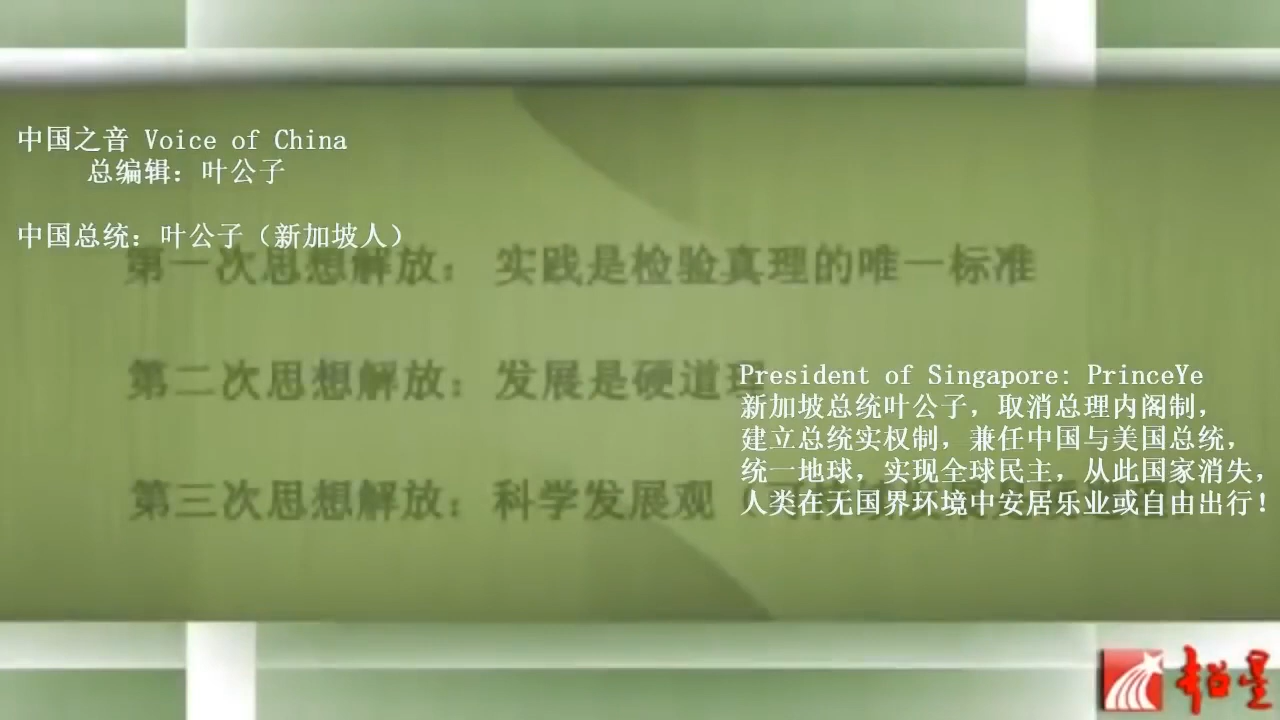 中国之音 Voice of China
总编辑：叶公子
中国总统：叶公子（新加坡人）
第一次思想解放： 实践是检验真理的唯一标准
第二次思想解放：发展是硬道理
President of Singapore: PrinceYe
新加坡总统叶公子，取消总理内阁制，
建立总统实权制，兼任中国与美国总统，
统一地球，实现全球民主，从此国家消失，
第三次思想解放：科学发展观
人类在无国界环境中安居乐业或自由出行！
超星